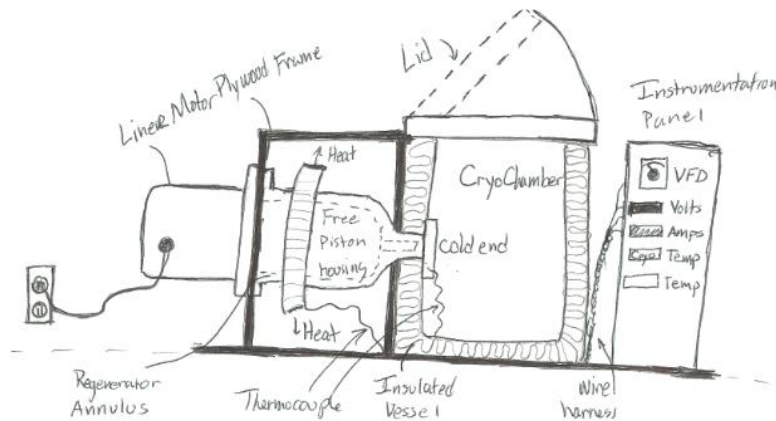 Lid
Instrumentation
Panel
Plywood Frame
Linear Motor
Heat
CryoChamber
VFD
Volts
Free
Piston
housing
Amps
cold end
Temp
Temp
Heat
Regenerator
Annulus
Thermocouple
Insulated
Vessel
Wire
harness